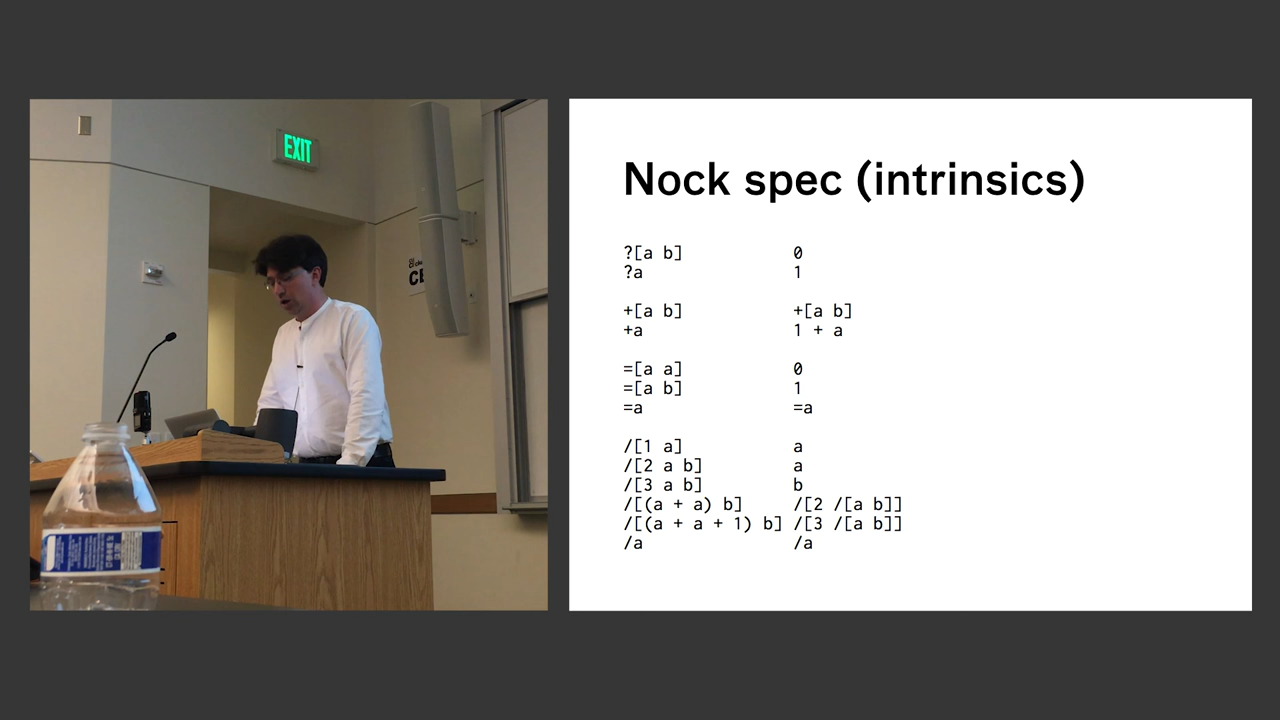 EXIT
Nock spec (intrinsics)
?[a b] 0
?a 1
+[a b] +[a b]
+a 1 + a
=[a a] 0
=[a b] 1
=a =a
/[1 a] a
/[2 a b] a
/[3 a b] b
/[(a + a) b] /[2 /[a b]]
/[(a + a + 1) b] /[3 /[a b]]
/a /a